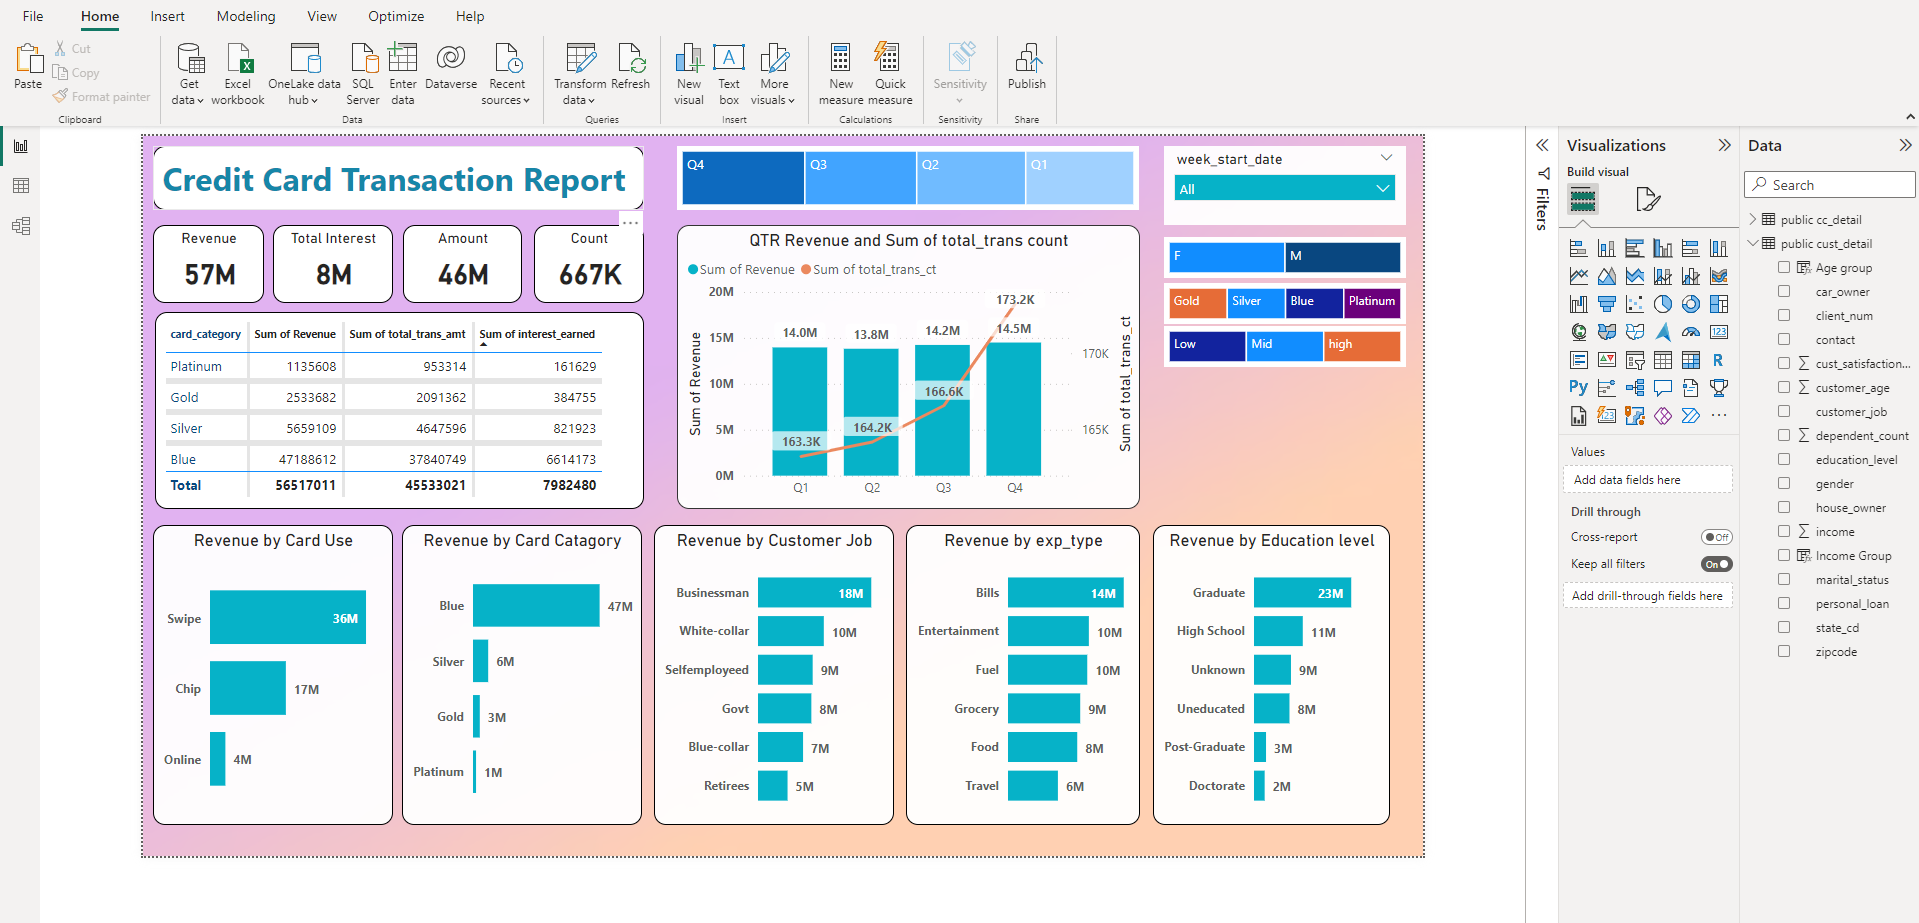 File Home Insert Modeling View Optimize Help
Paste
Cut
Copy
Format painter
Clipboard
Get data
Excel workbook
OneLake data hub
SQL Server
Enter data
Dataverse
Recent sources
Data
Transform data
Refresh
Queries
New visual
Text box
More visuals
Insert
New measure
Quick measure
Calculations
Sensitivity
Sensitivity
Publish
Share
Credit Card Transaction Report
Q4 Q3 Q2 Q1
week_start_date
All
Revenue
57M
Total Interest
8M
Amount
46M
Count
667K
F M
Gold Silver Blue Platinum
Low Mid high
card_category Sum of Revenue Sum of total_trans_amt Sum of interest_earned
Platinum 1135608 953314 161629
Gold 2533682 2091362 384755
Silver 5659109 4647596 821923
Blue 47188612 37840749 6614173
Total 56517011 45533021 7982480
QTR Revenue and Sum of total_trans count
Sum of Revenue Sum of total_trans_ct
Sum of Revenue
20M
15M
10M
5M
0M
14.0M 13.8M 14.2M 14.5M
163.3K 164.2K 166.6K 173.2K
Q1 Q2 Q3 Q4
170K
165K
Sum of total_trans_ct
Revenue by Card Use
Swipe 36M
Chip 17M
Online 4M
Revenue by Card Catagory
Blue 47M
Silver 6M
Gold 3M
Platinum 1M
Revenue by Customer Job
Businessman 18M
White-collar 10M
Selfemployeed 9M
Govt 8M
Blue-collar 7M
Retirees 5M
Revenue by exp_type
Bills 14M
Entertainment 10M
Fuel 10M
Grocery 9M
Food 8M
Travel 6M
Revenue by Education level
Graduate 23M
High School 11M
Unknown 9M
Uneducated 8M
Post-Graduate 3M
Doctorate 2M
Filters
Visualizations
Build visual
R
Py
123
123
Values
Add data fields here
Drill through
Cross-report Off
Keep all filters On
Add drill-through fields here
Data
Search
public cc_detail
public cust_detail
Age group
car_owner
client_num
contact
cust_satisfaction...
customer_age
customer_job
dependent_count
education_level
gender
house_owner
income
Income Group
marital_status
personal_loan
state_cd
zipcode